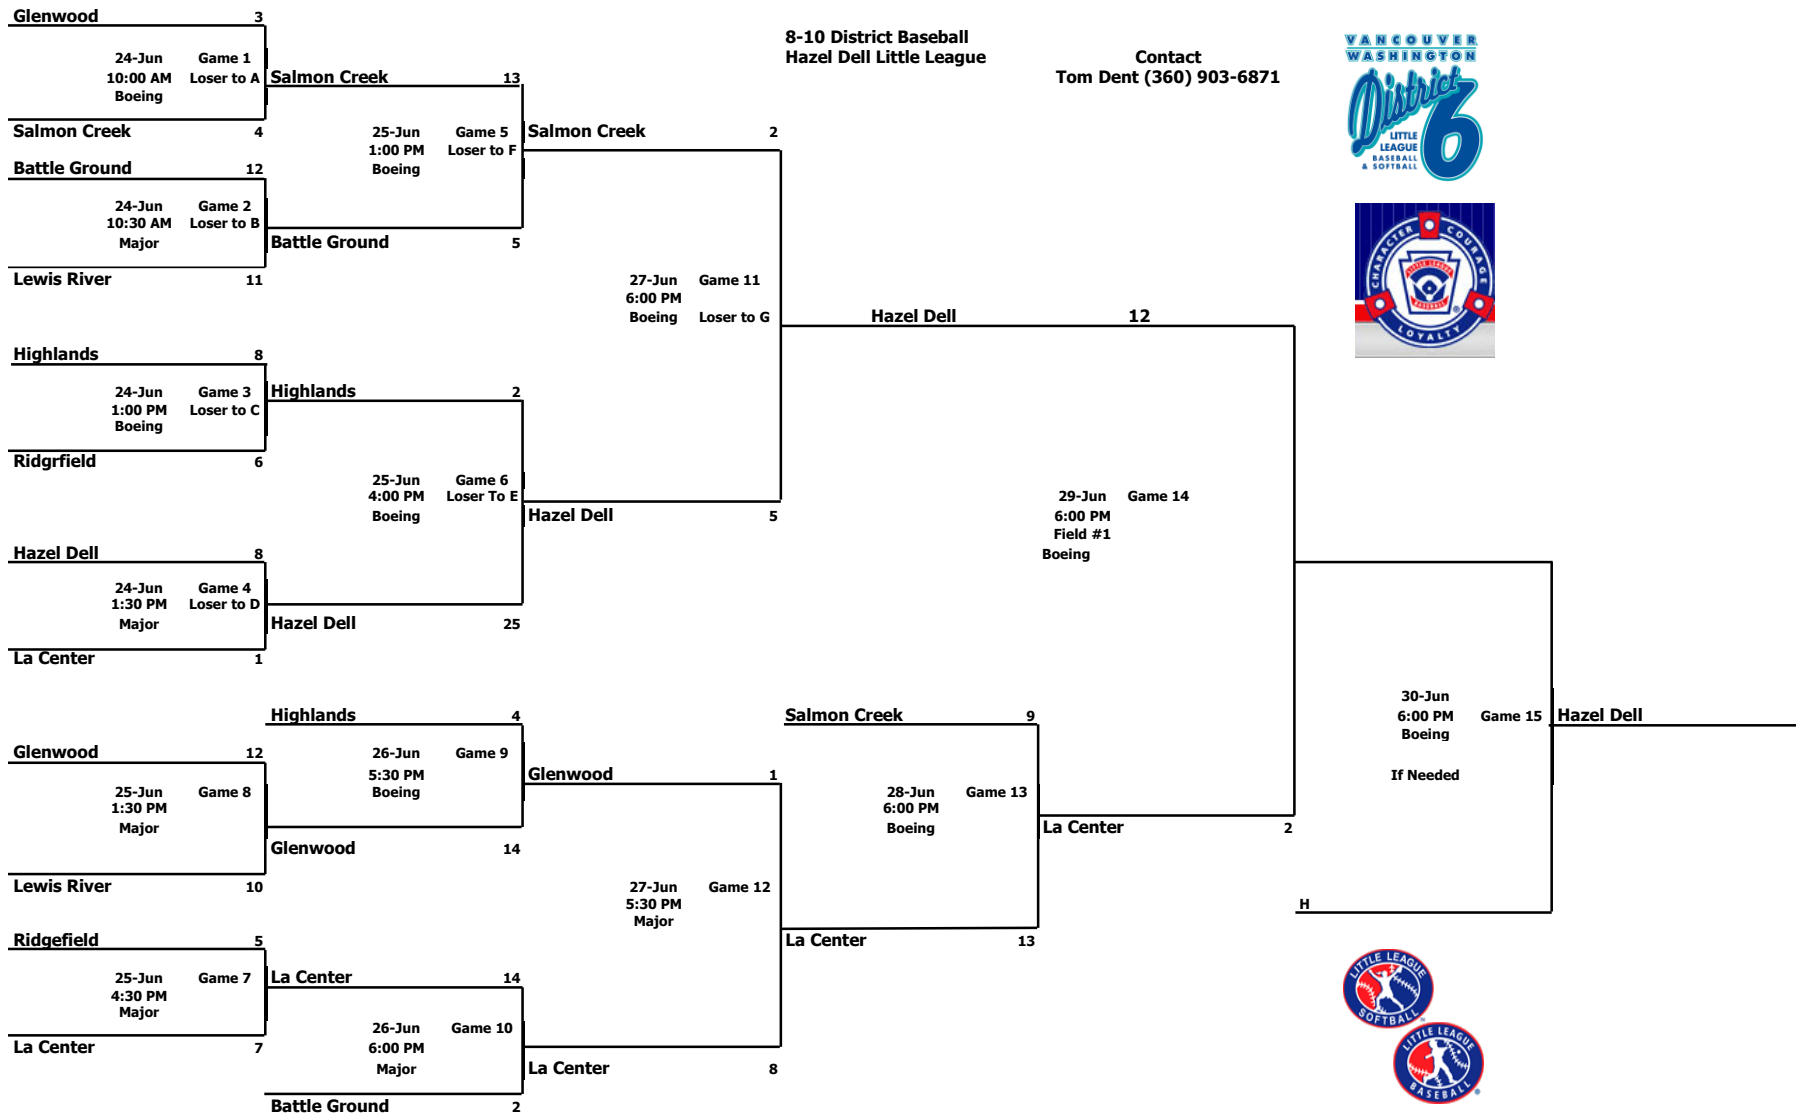 8-10 District Baseball
Hazel Dell Little League
Contact
Tom Dent (360) 903-6871
VANCOUVER
WASHINGTON
District
6
LITTLE
LEAGUE
BASEBALL
& SOFTBALL
CHARACTER COURAGE
LITTLE LEAGUE
BASEBALL
®
LOYALTY
Glenwood 3
24-Jun Game 1
10:00 AM Loser to A
Boeing
Salmon Creek 4
Battle Ground 12
24-Jun Game 2
10:30 AM Loser to B
Major
Lewis River 11
Highlands 8
24-Jun Game 3
1:00 PM Loser to C
Boeing
Ridgrfield 6
Hazel Dell 8
24-Jun Game 4
1:30 PM Loser to D
Major
La Center 1
Salmon Creek 13
25-Jun Game 5
1:00 PM Loser to F
Boeing
Battle Ground 5
Highlands 2
25-Jun Game 6
4:00 PM Loser To E
Boeing
Hazel Dell 25
Salmon Creek 2
27-Jun Game 11
6:00 PM
Boeing Loser to G
Hazel Dell 5
Hazel Dell 12
29-Jun Game 14
6:00 PM
Field #1
Boeing
Glenwood 12
25-Jun Game 8
1:30 PM
Major
Lewis River 10
Ridgefield 5
25-Jun Game 7
4:30 PM
Major
La Center 7
Highlands 4
26-Jun Game 9
5:30 PM
Boeing
Glenwood 14
La Center 14
26-Jun Game 10
6:00 PM
Major
Battle Ground 2
Glenwood 1
27-Jun Game 12
5:30 PM
Major
La Center 8
Salmon Creek 9
28-Jun Game 13
6:00 PM
Boeing
La Center 13
La Center 2
30-Jun
6:00 PM Game 15
Boeing
If Needed
Hazel Dell
H
LITTLE LEAGUE
SOFTBALL
LITTLE LEAGUE
BASEBALL
®